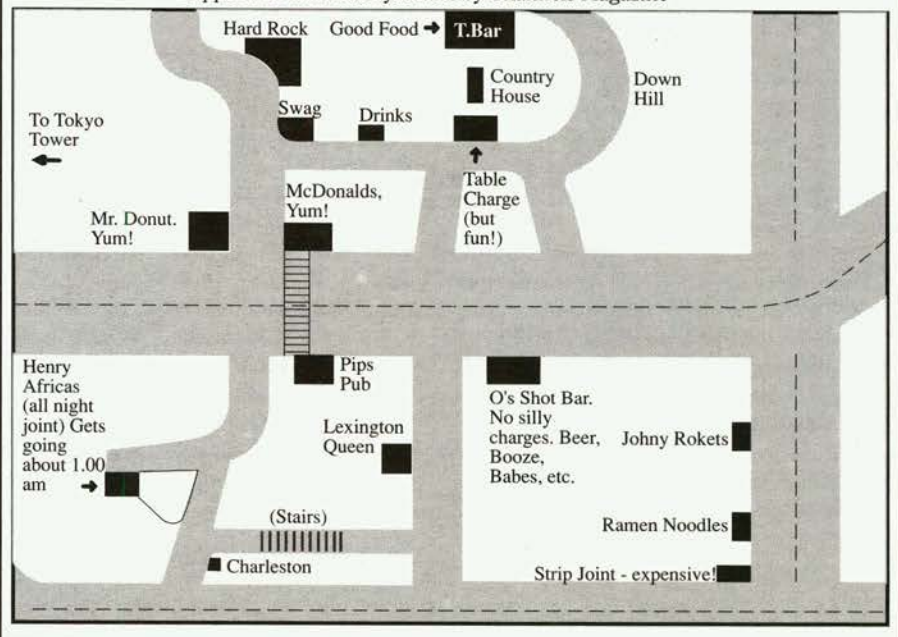 Hard Rock
Good Food
T.Bar
Country
House
Down
Hill
Swag
Drinks
To Tokyo
Tower
Table
Charge
(but
fun!)
McDonalds,
Yum!
Mr. Donut.
Yum!
Henry
Africas
(all night
joint) Gets
going
about 1.00
am
Pips
Pub
Lexington
Queen
O's Shot Bar.
No silly
charges. Beer,
Booze,
Babes, etc.
Johny Rokets
(Stairs)
Ramen Noodles
Charleston
Strip Joint - expensive!